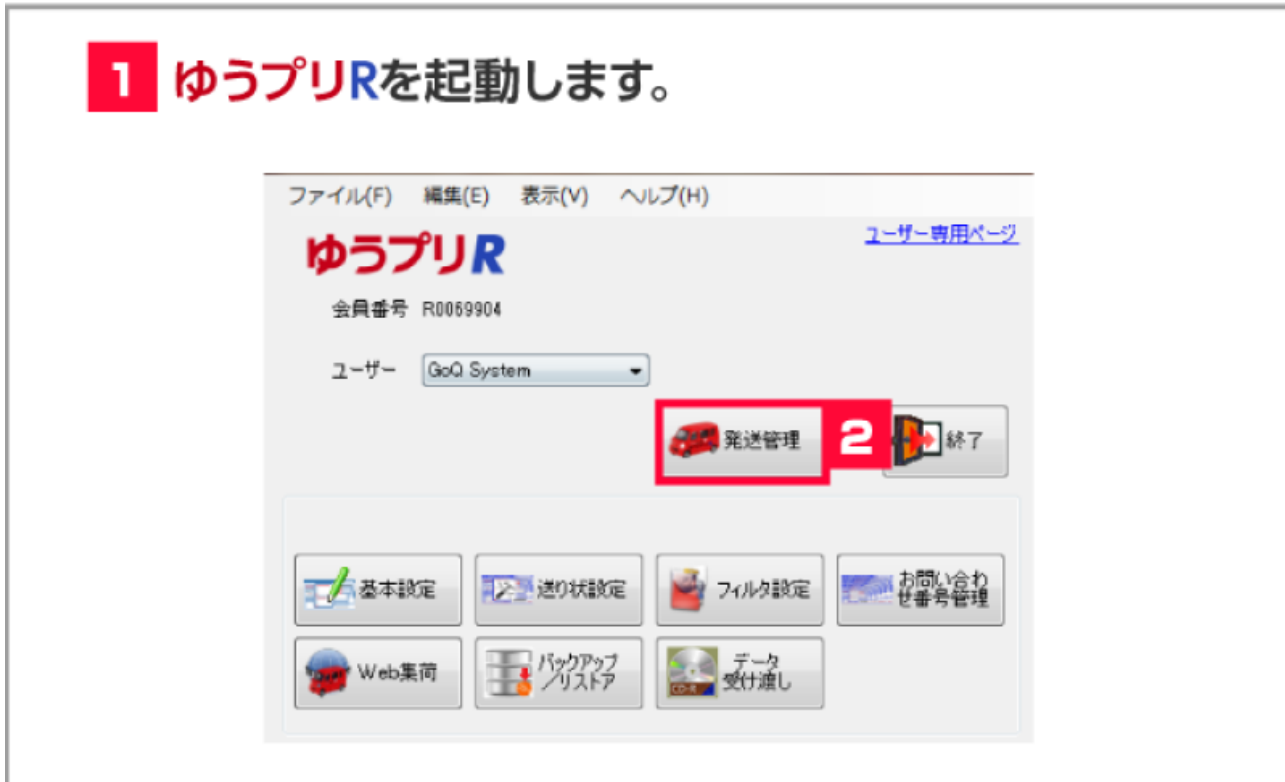 1 ゆうプリRを起動します。
ファイル(F) 編集(E) 表示(V) ヘルプ(H)
ユーザー専用ページ
ゆうプリR
会員番号 R0069904
ユーザー GoQ System
発送管理 2 終了
基本設定 送り状設定 フィルタ設定 お問い合わ
せ番号管理
Web集荷 バックアップ
／リストア データ
受け渡し
CD-R